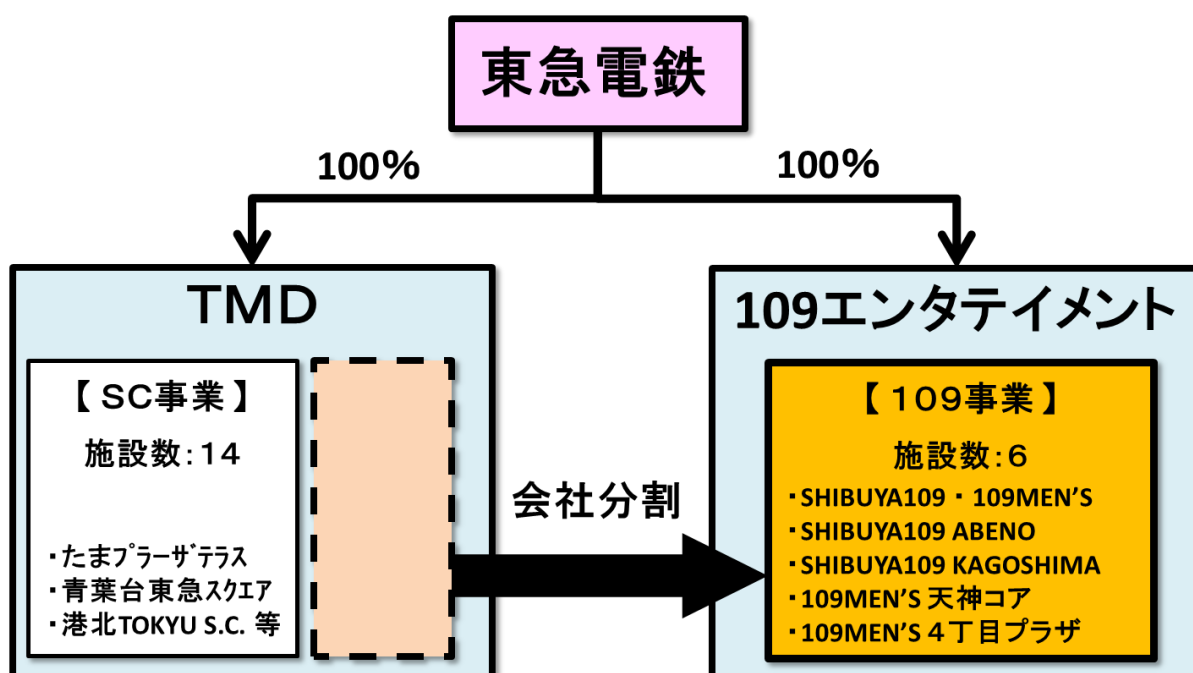 東急電鉄
100%
100%
TMD
【 SC事業 】
施設数:14
・たまプラーザテラス
・青葉台東急スクエア
・港北TOKYU S.C. 等
会社分割
109エンタテイメント
【 109事業 】
施設数:6
・SHIBUYA109・109MEN'S
・SHIBUYA109 ABENO
・SHIBUYA109 KAGOSHIMA
・109MEN'S 天神コア
・109MEN'S 4丁目プラザ